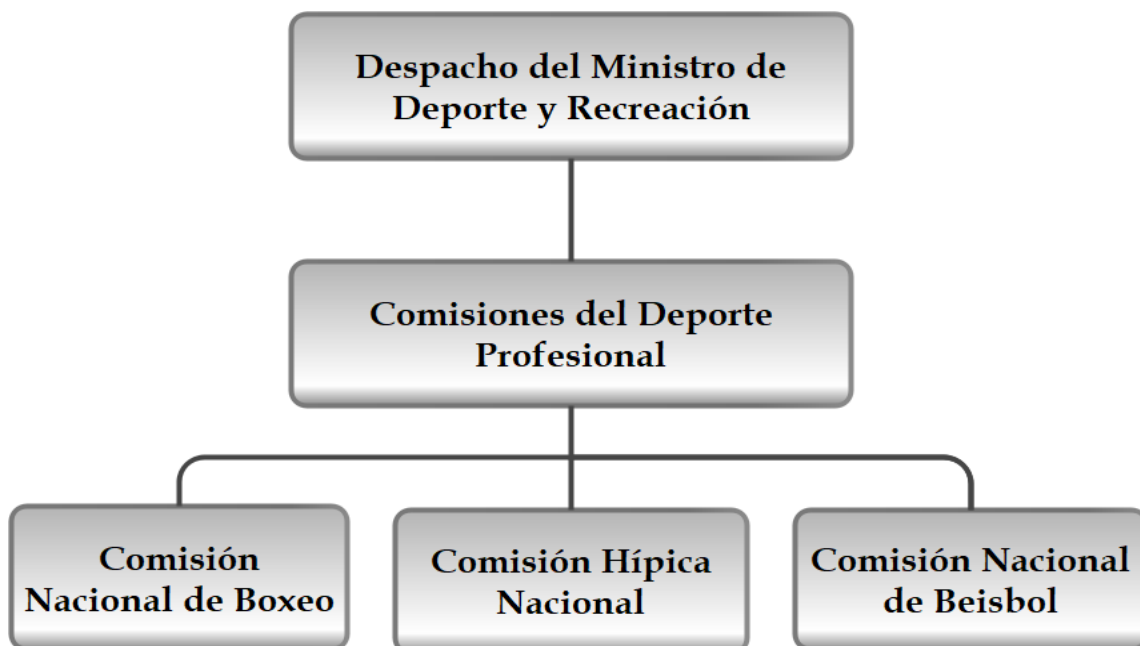 Despacho del Ministro de
Deporte y Recreación
Comisiones del Deporte
Profesional
Comisión
Nacional de Boxeo
Comisión Hípica
Nacional
Comisión Nacional
de Beisbol